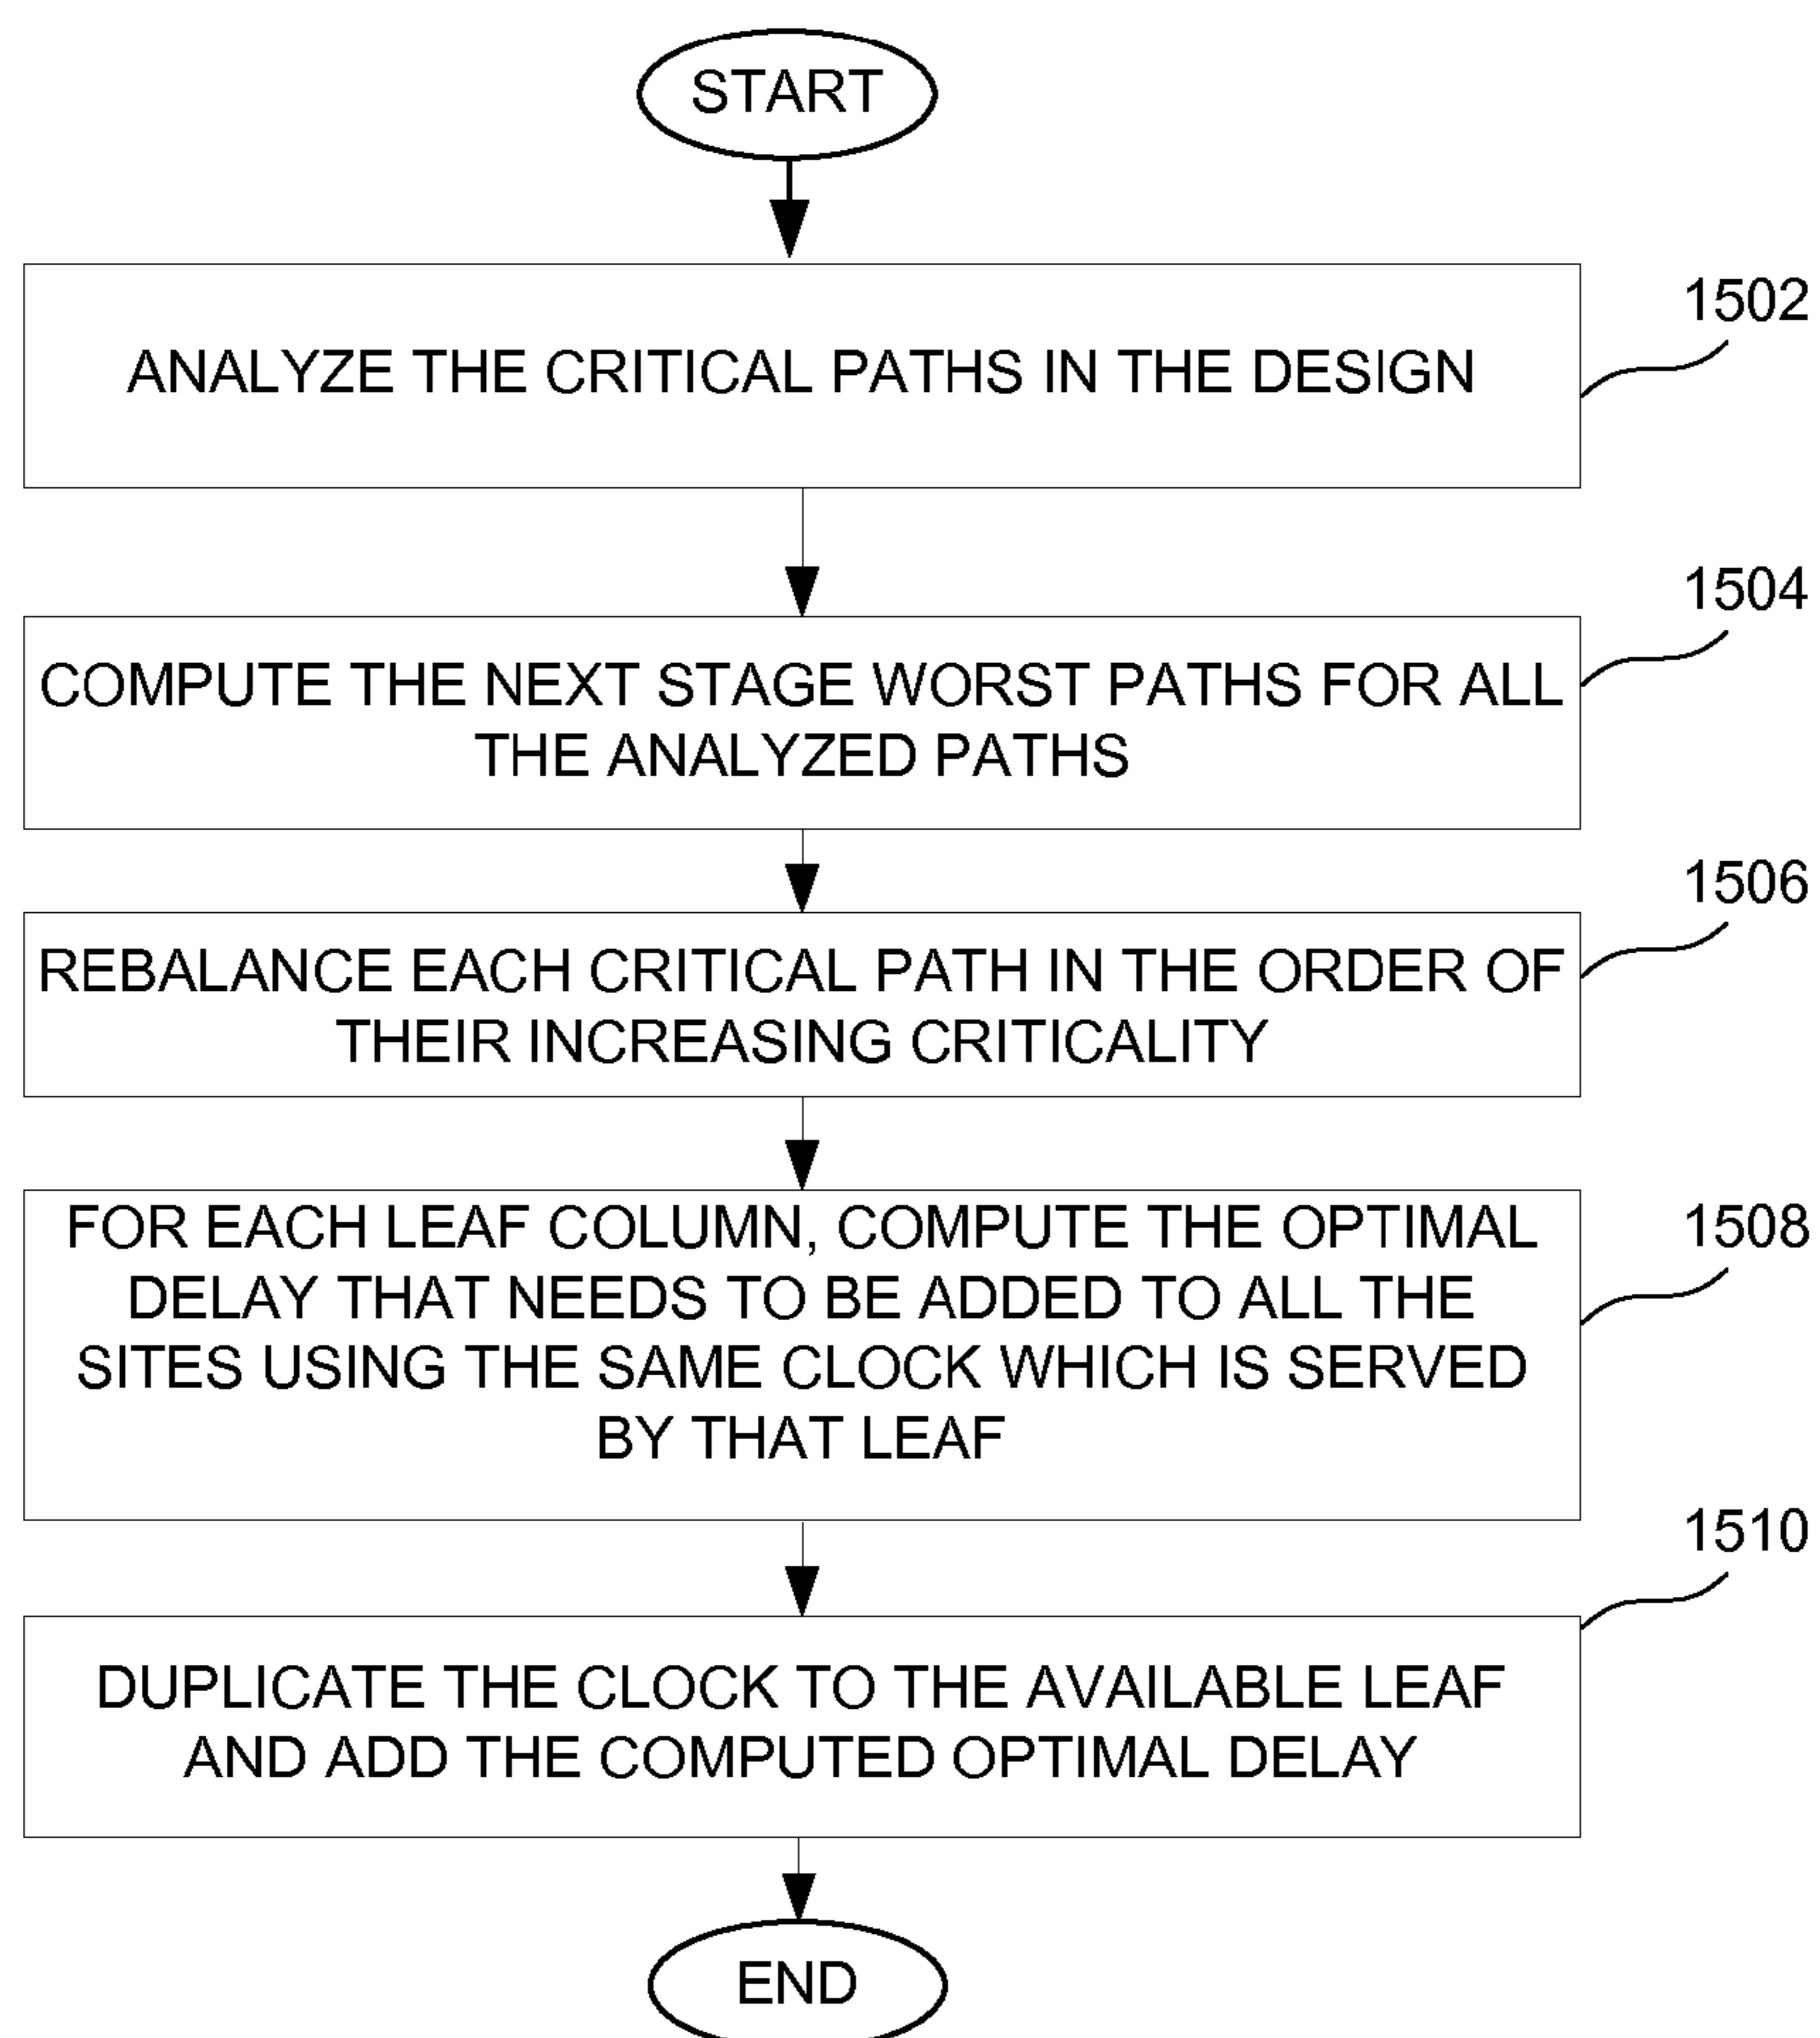 START
1502
ANALYZE THE CRITICAL PATHS IN THE DESIGN
1504
COMPUTE THE NEXT STAGE WORST PATHS FOR ALL
THE ANALYZED PATHS
1506
REBALANCE EACH CRITICAL PATH IN THE ORDER OF
THEIR INCREASING CRITICALITY
1508
FOR EACH LEAF COLUMN, COMPUTE THE OPTIMAL
DELAY THAT NEEDS TO BE ADDED TO ALL THE
SITES USING THE SAME CLOCK WHICH IS SERVED
BY THAT LEAF
1510
DUPLICATE THE CLOCK TO THE AVAILABLE LEAF
AND ADD THE COMPUTED OPTIMAL DELAY
END